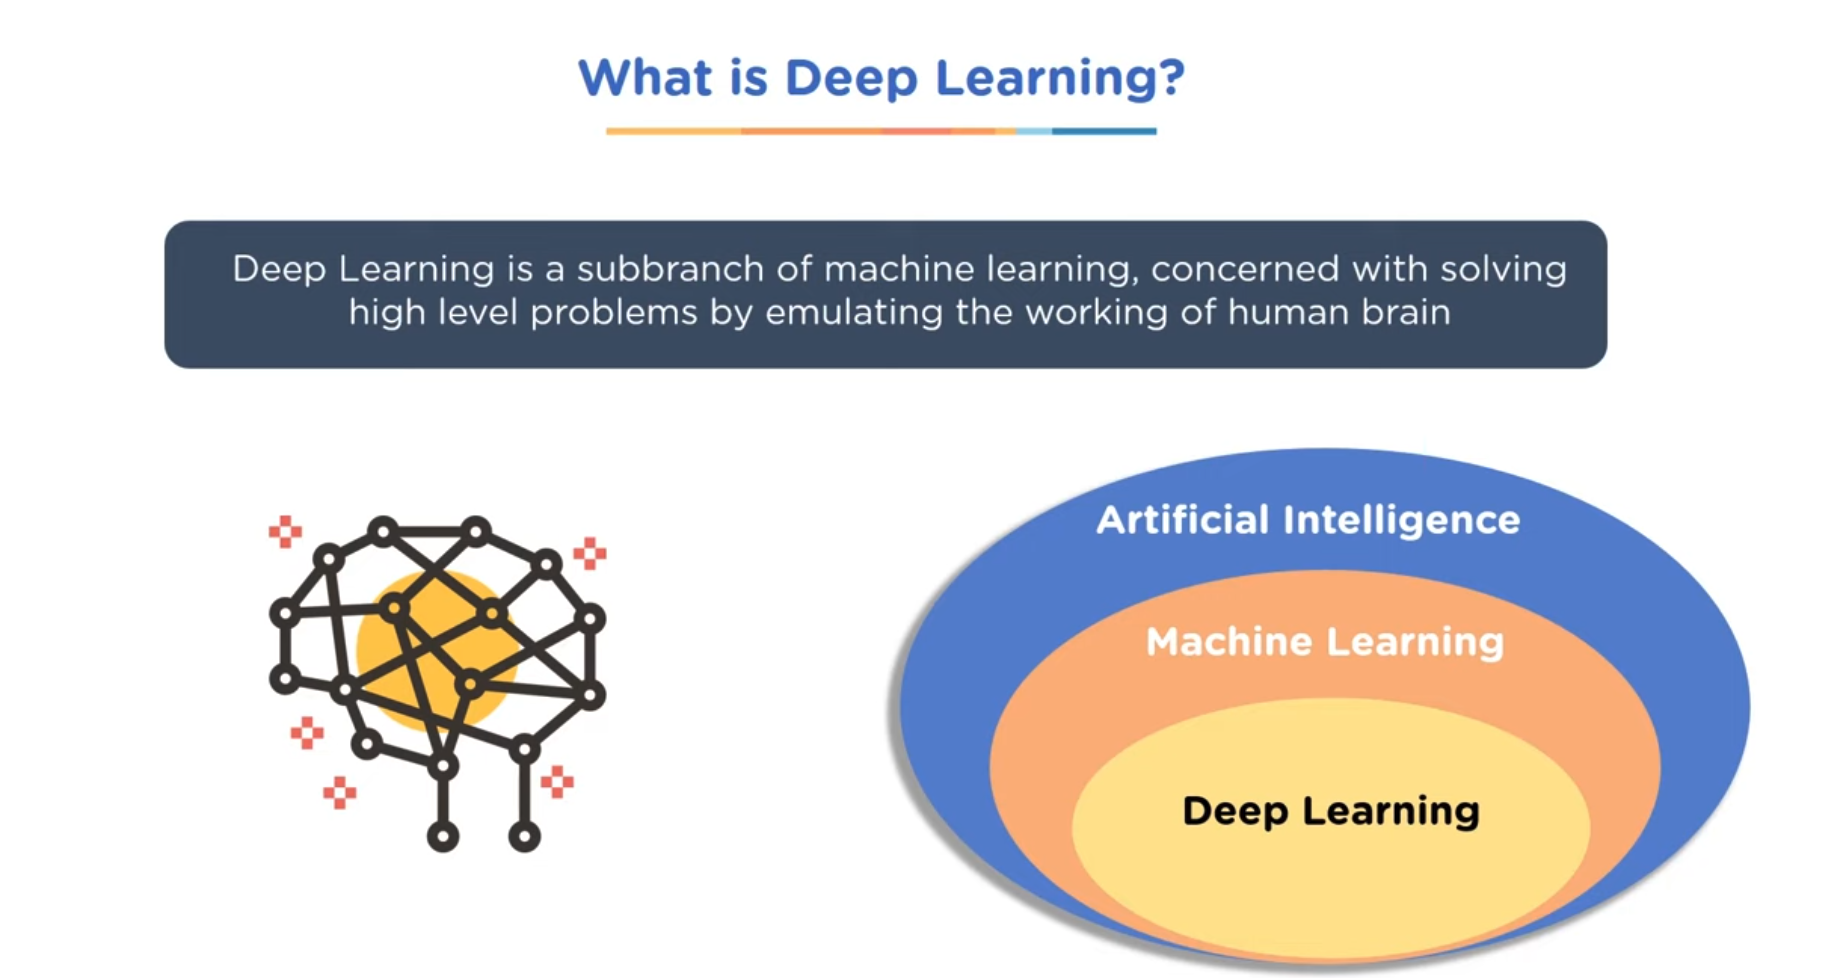 What is Deep Learning?
Deep Learning is a subbranch of machine learning, concerned with solving
high level problems by emulating the working of human brain
Artificial Intelligence
Machine Learning
Deep Learning